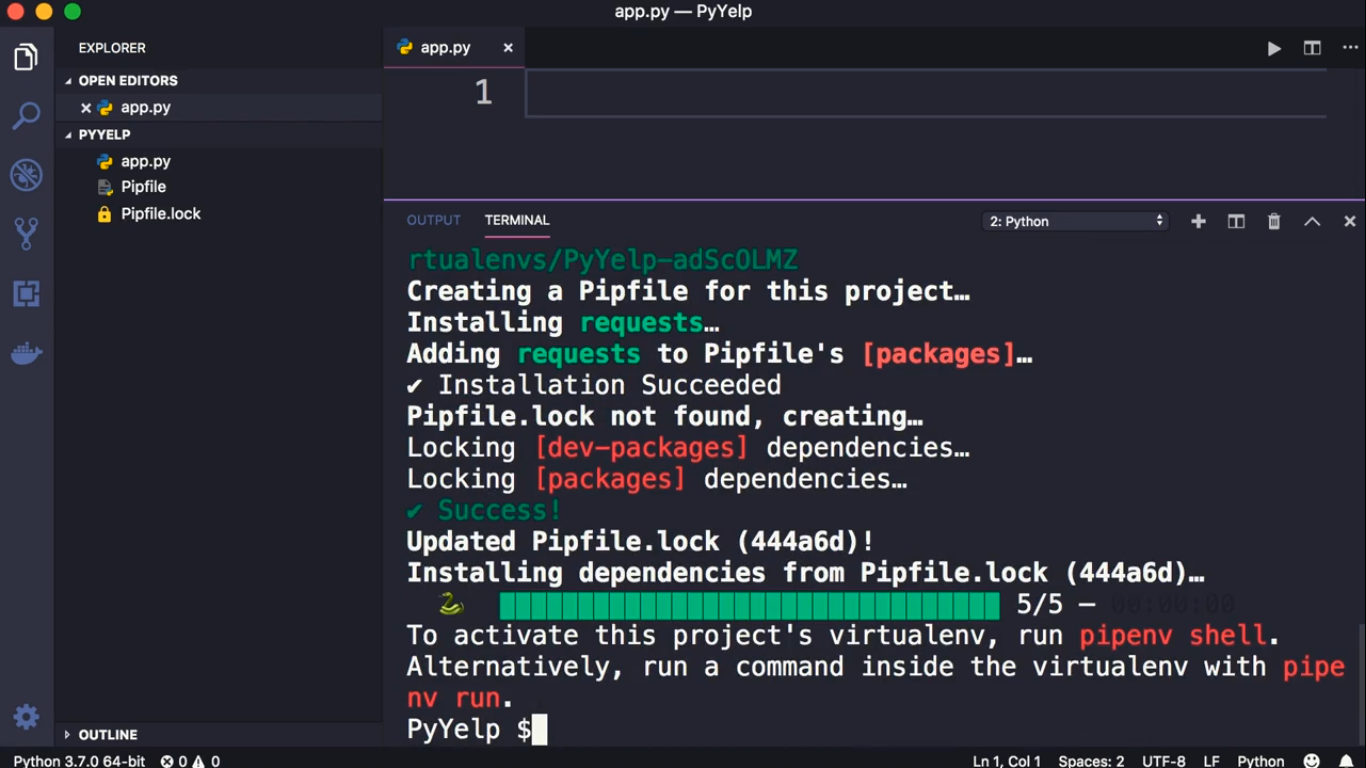 app.py — PyYelp
EXPLORER
OPEN EDITORS
app.py
PYYELP
app.py
Pipfile
Pipfile.lock
OUTLINE
app.py
1
OUTPUT TERMINAL 2: Python
rtualenvs/PyYelp-adScOLMZ
Creating a Pipfile for this project…
Installing requests…
Adding requests to Pipfile's [packages]…
✔ Installation Succeeded
Pipfile.lock not found, creating…
Locking [dev-packages] dependencies…
Locking [packages] dependencies…
✔ Success!
Updated Pipfile.lock (444a6d)!
Installing dependencies from Pipfile.lock (444a6d)…
5/5 — 00:00:00
To activate this project's virtualenv, run pipenv shell.
Alternatively, run a command inside the virtualenv with pipe
nv run.
PyYelp $
Python 3.7.0 64-bit 0 0 Ln 1, Col 1 Spaces: 2 UTF-8 LF Python